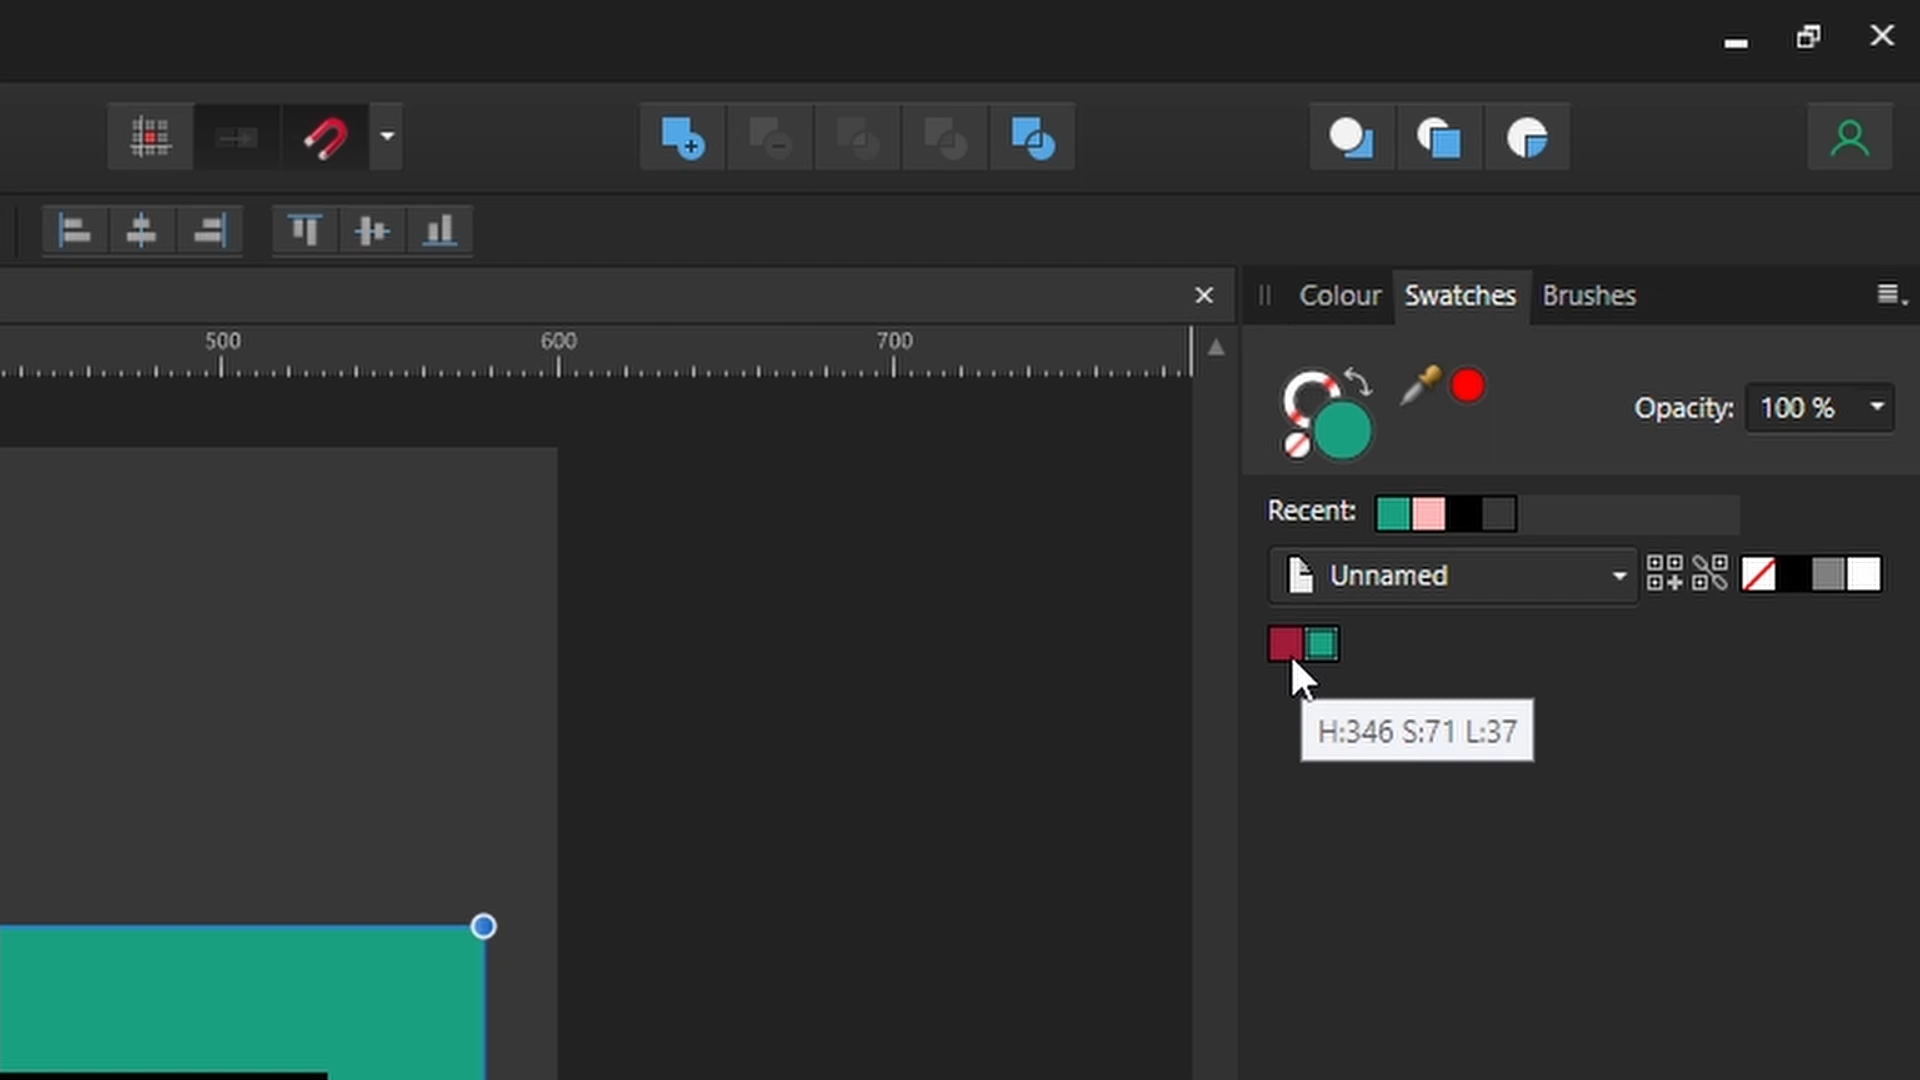 Colour Swatches Brushes
500 600 700
Opacity: 100 %
Recent:
Unnamed
H:346 S:71 L:37